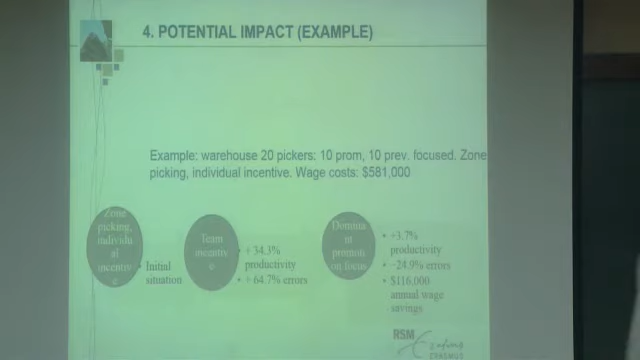 4. POTENTIAL IMPACT (EXAMPLE)
Example: warehouse 20 pickers: 10 prom, 10 prev. focused. Zone
picking, individual incentive. Wage costs: $581,000
Zone
picking,
individu
al
incentiv
e
• Initial
situation
Team
incentiv
e
• + 34.3%
productivity
• + 64.7% errors
Domina
nt
promoti
on focus
• +3.7%
productivity
• −24.9% errors
• $116,000
annual wage
savings
RSM
Erasmus
ERASMUS